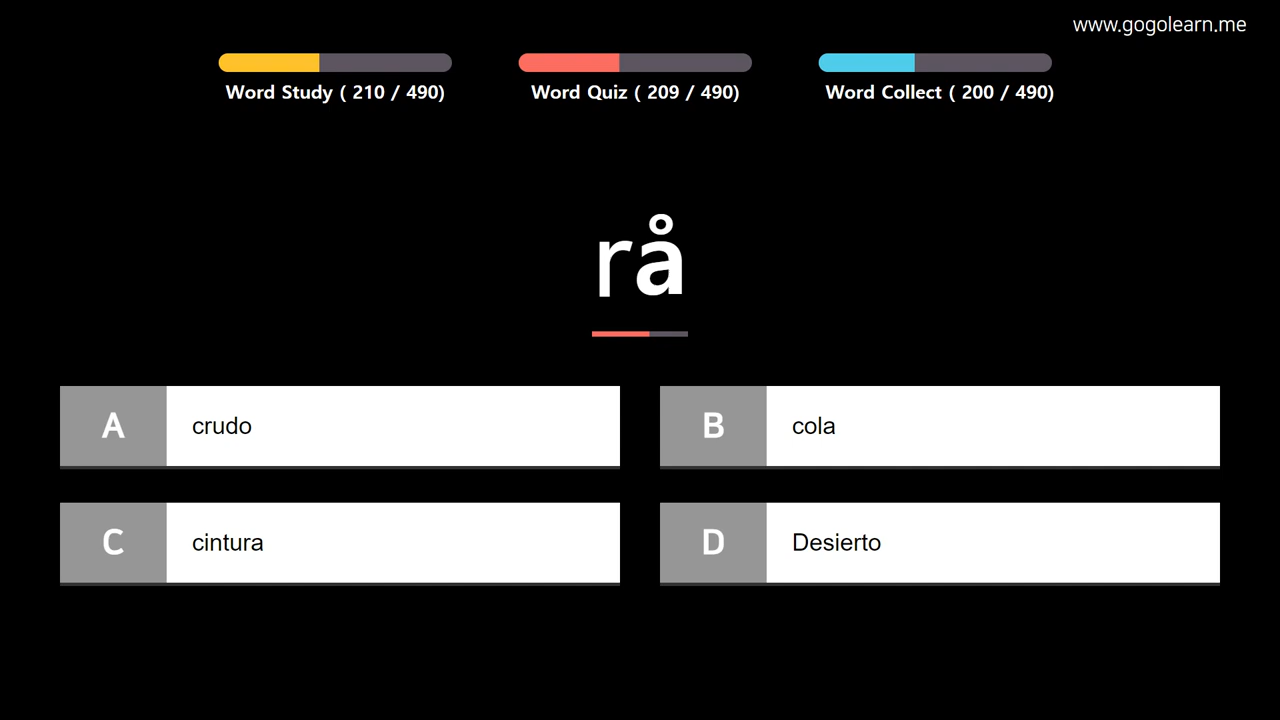 www.gogolearn.me
Word Study ( 210 / 490)
Word Quiz ( 209 / 490)
Word Collect ( 200 / 490)
rå
A crudo
B cola
C cintura
D Desierto